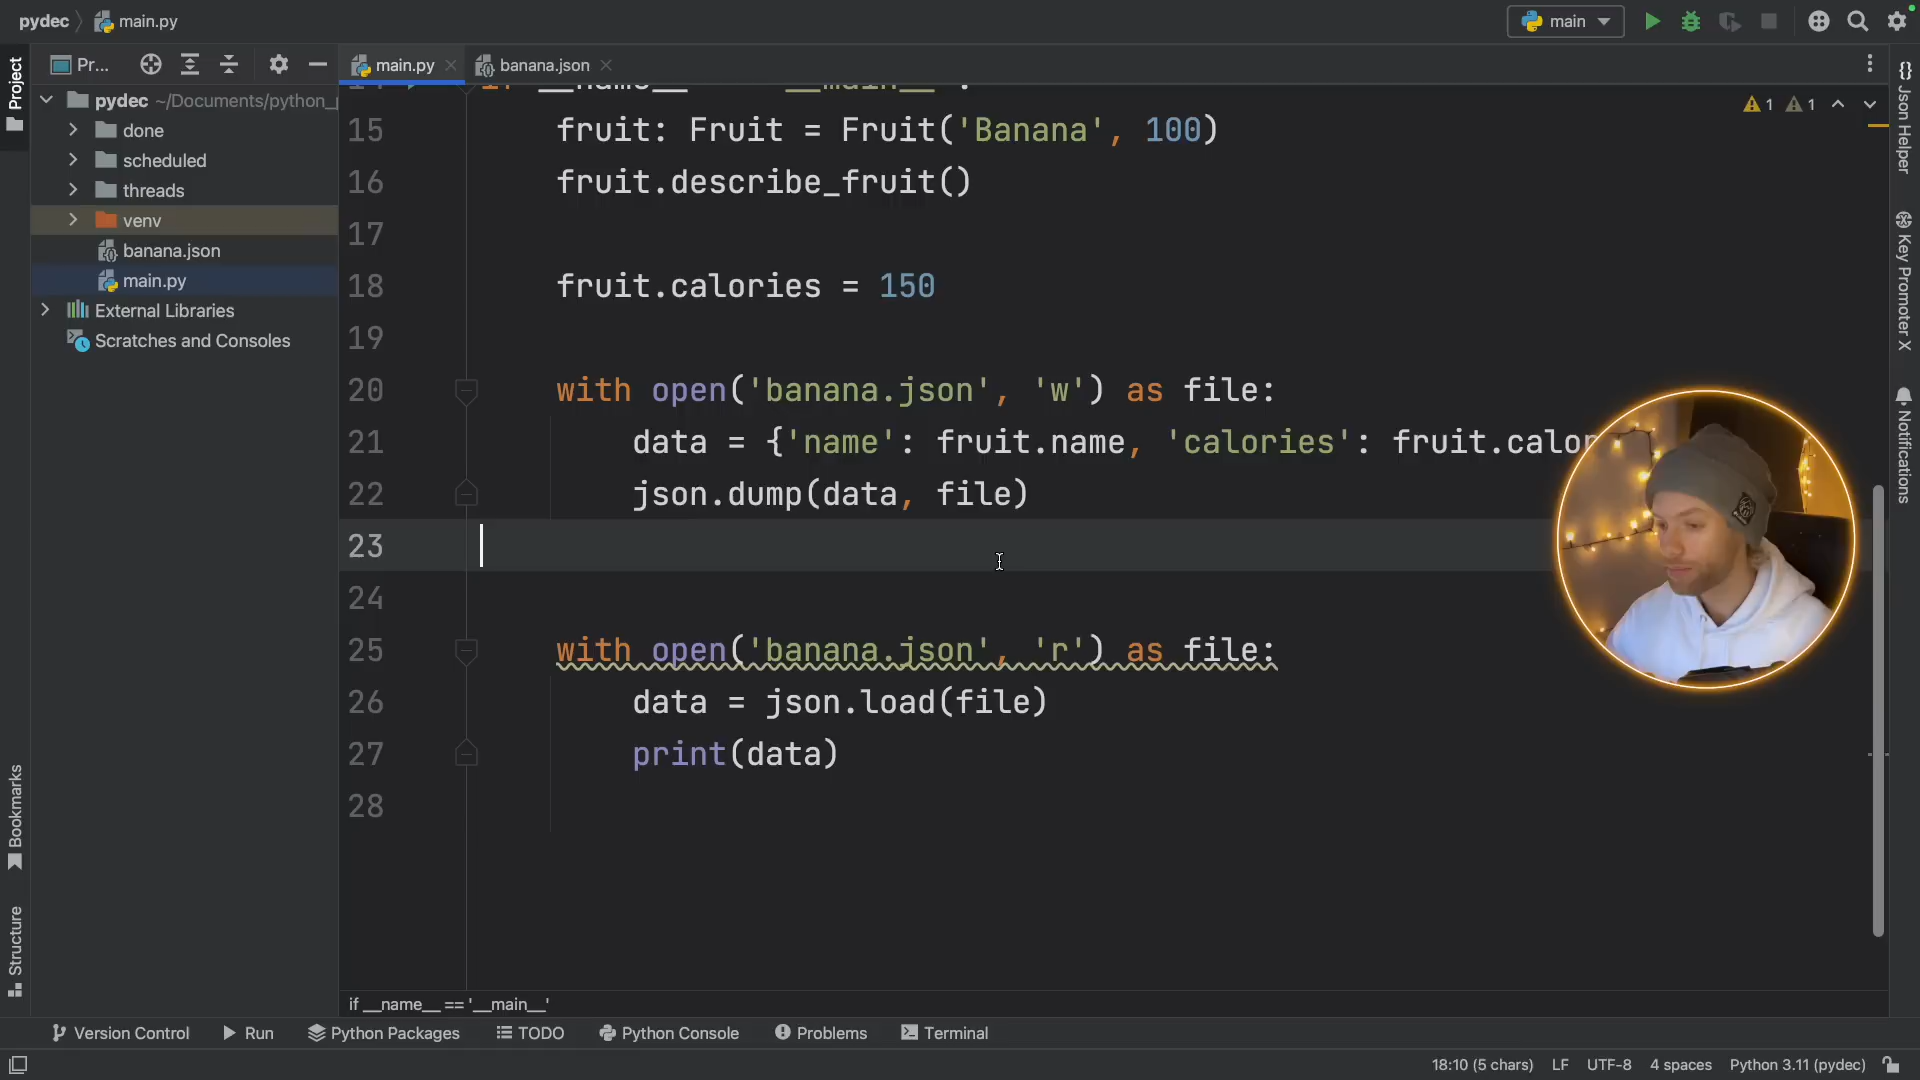 pydec
main.py
main
Pr...
main.py
banana.json
Project
pydec ~/Documents/python_
done
scheduled
threads
venv
banana.json
main.py
External Libraries
Scratches and Consoles
15 fruit: Fruit = Fruit('Banana', 100)
16 fruit.describe_fruit()
17
18 fruit.calories = 150
19
20 with open('banana.json', 'w') as file:
21 data = {'name': fruit.name, 'calories': fruit.calor
22 json.dump(data, file)
23
24
25 with open('banana.json', 'r') as file:
26 data = json.load(file)
27 print(data)
28
1 1
{} Json Helper
Key Promoter X
Notifications
Bookmarks
Structure
if __name__ == '__main__'
Version Control Run Python Packages TODO Python Console Problems Terminal
18:10 (5 chars) LF UTF-8 4 spaces Python 3.11 (pydec)